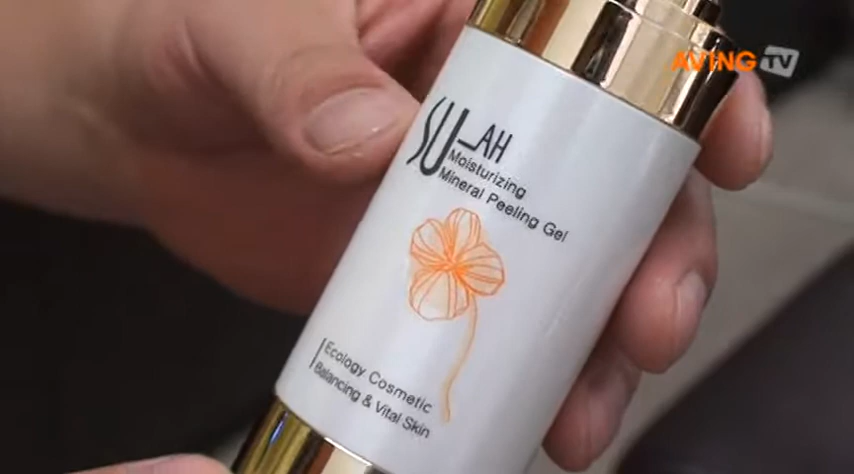 AVING TV
SU_AH
Moisturizing
Mineral Peeling Gel
Ecology Cosmetic
Balancing & Vital Skin